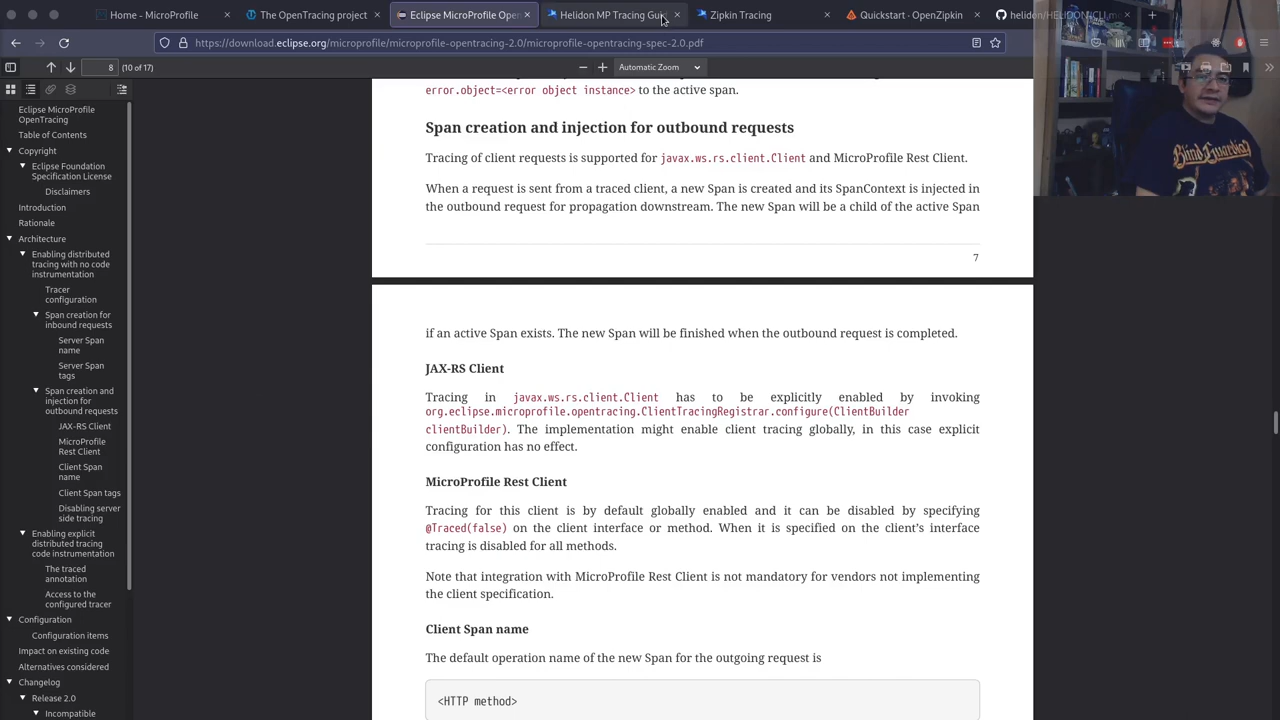 Home - MicroProfile
The OpenTracing project
Eclipse MicroProfile Open
Helidon MP Tracing Guid
Zipkin Tracing
Quickstart - OpenZipkin
helidon/HELIDON-CLI.m
https://download.eclipse.org/microprofile/microprofile-opentracing-2.0/microprofile-opentracing-spec-2.0.pdf
8 (10 of 17)
Automatic Zoom
Eclipse MicroProfile
OpenTracing
Table of Contents
Copyright
Eclipse Foundation
Specification License
Disclaimers
Introduction
Rationale
Architecture
Enabling distributed
tracing with no code
instrumentation
Tracer
configuration
Span creation for
inbound requests
Server Span
name
Server Span
tags
Span creation and
injection for
outbound requests
JAX-RS Client
MicroProfile
Rest Client
Client Span
name
Client Span tags
Disabling server
side tracing
Enabling explicit
distributed tracing
code instrumentation
The traced
annotation
Access to the
configured tracer
Configuration
Configuration items
Impact on existing code
Alternatives considered
Changelog
Release 2.0
Incompatible
error.object=<error object instance> to the active span.
Span creation and injection for outbound requests
Tracing of client requests is supported for javax.ws.rs.client.Client and MicroProfile Rest Client.
When a request is sent from a traced client, a new Span is created and its SpanContext is injected in
the outbound request for propagation downstream. The new Span will be a child of the active Span
7
if an active Span exists. The new Span will be finished when the outbound request is completed.
JAX-RS Client
Tracing in javax.ws.rs.client.Client has to be explicitly enabled by invoking
org.eclipse.microprofile.opentracing.ClientTracingRegistrar.configure(ClientBuilder
clientBuilder). The implementation might enable client tracing globally, in this case explicit
configuration has no effect.
MicroProfile Rest Client
Tracing for this client is by default globally enabled and it can be disabled by specifying
@Traced(false) on the client interface or method. When it is specified on the client's interface
tracing is disabled for all methods.
Note that integration with MicroProfile Rest Client is not mandatory for vendors not implementing
the client specification.
Client Span name
The default operation name of the new Span for the outgoing request is
<HTTP method>